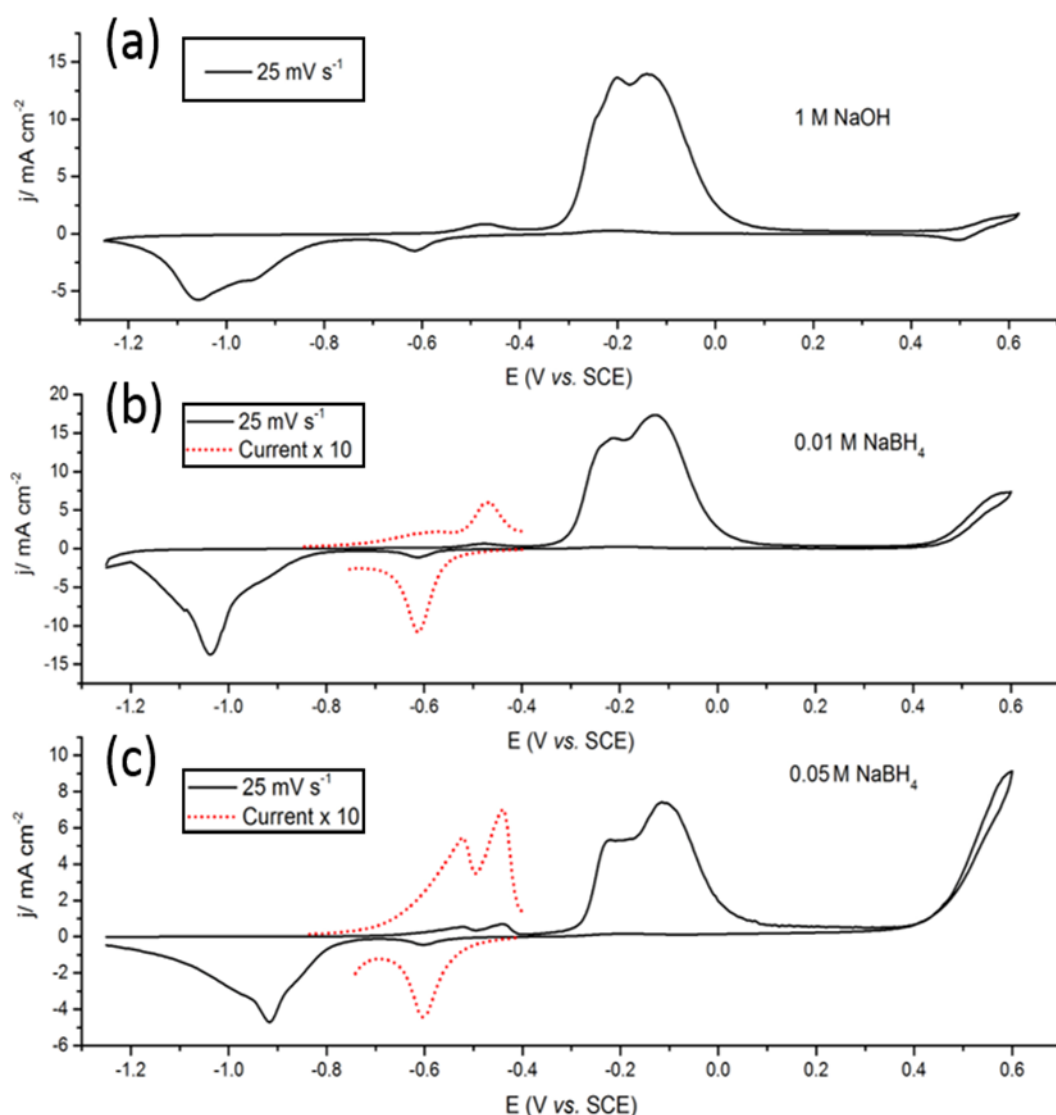 (a)
25 mV s⁻¹
1 M NaOH
j/ mA cm⁻²
15
10
5
0
-5
-1.2 -1.0 -0.8 -0.6 -0.4 -0.2 0.0 0.2 0.4 0.6
E (V vs. SCE)
(b)
25 mV s⁻¹
Current x 10
0.01 M NaBH₄
j/ mA cm⁻²
20
15
10
5
0
-5
-10
-15
-1.2 -1.0 -0.8 -0.6 -0.4 -0.2 0.0 0.2 0.4 0.6
E (V vs. SCE)
(c)
25 mV s⁻¹
Current x 10
0.05 M NaBH₄
j/ mA cm⁻²
10
8
6
4
2
0
-2
-4
-6
-1.2 -1.0 -0.8 -0.6 -0.4 -0.2 0.0 0.2 0.4 0.6
E (V vs. SCE)